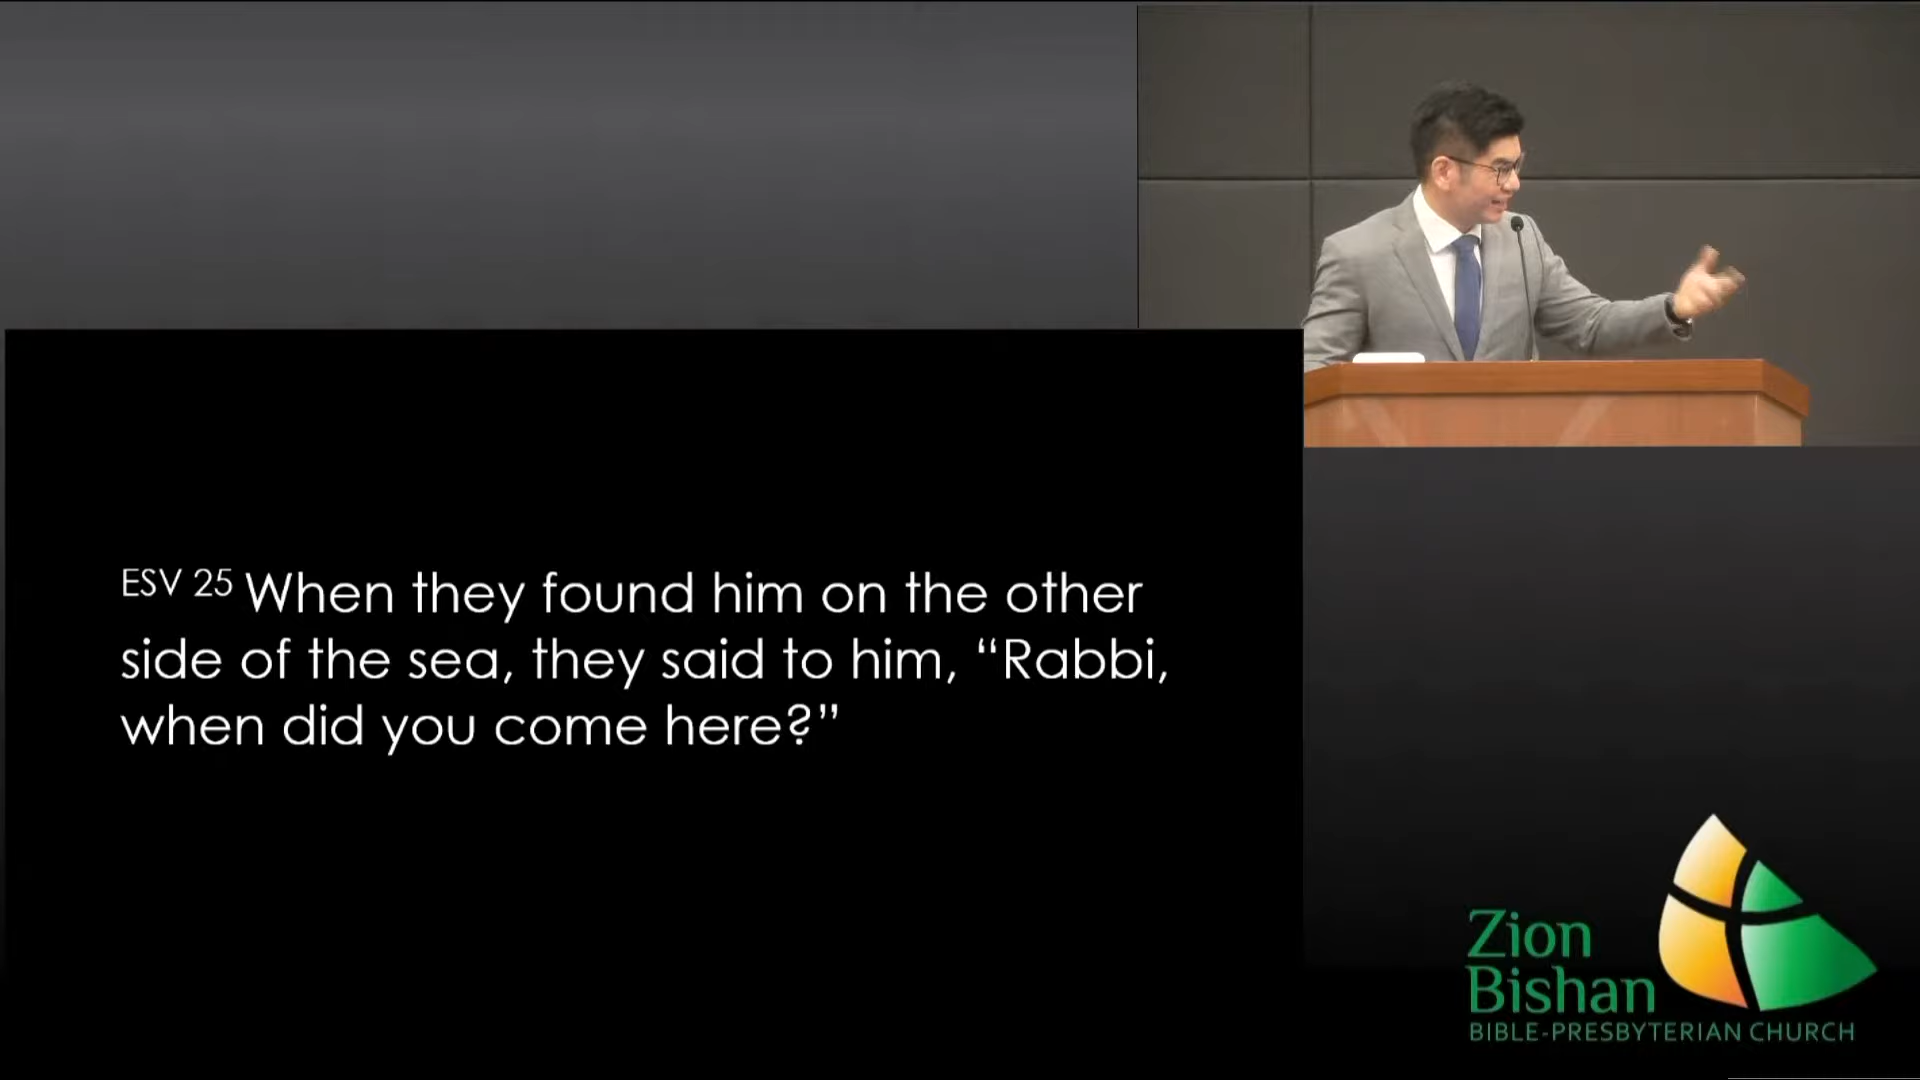 ESV 25 When they found him on the other
side of the sea, they said to him, “Rabbi,
when did you come here?”
Zion
Bishan
BIBLE-PRESBYTERIAN CHURCH